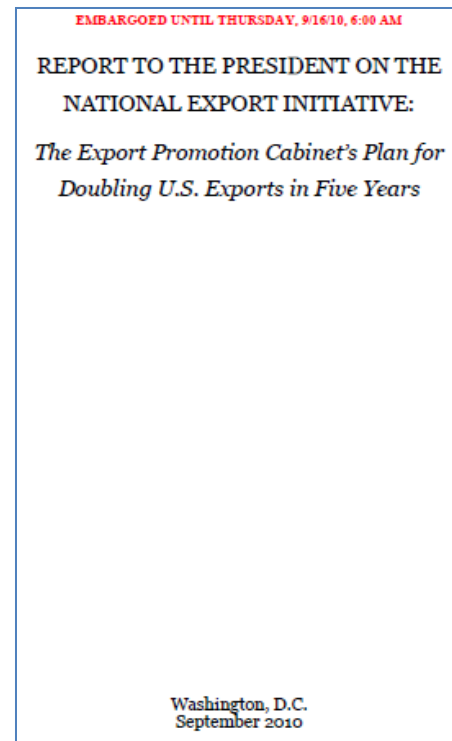 EMBARGOED UNTIL THURSDAY, 9/16/10, 6:00 AM
REPORT TO THE PRESIDENT ON THE
NATIONAL EXPORT INITIATIVE:
The Export Promotion Cabinet's Plan for
Doubling U.S. Exports in Five Years
Washington, D.C.
September 2010